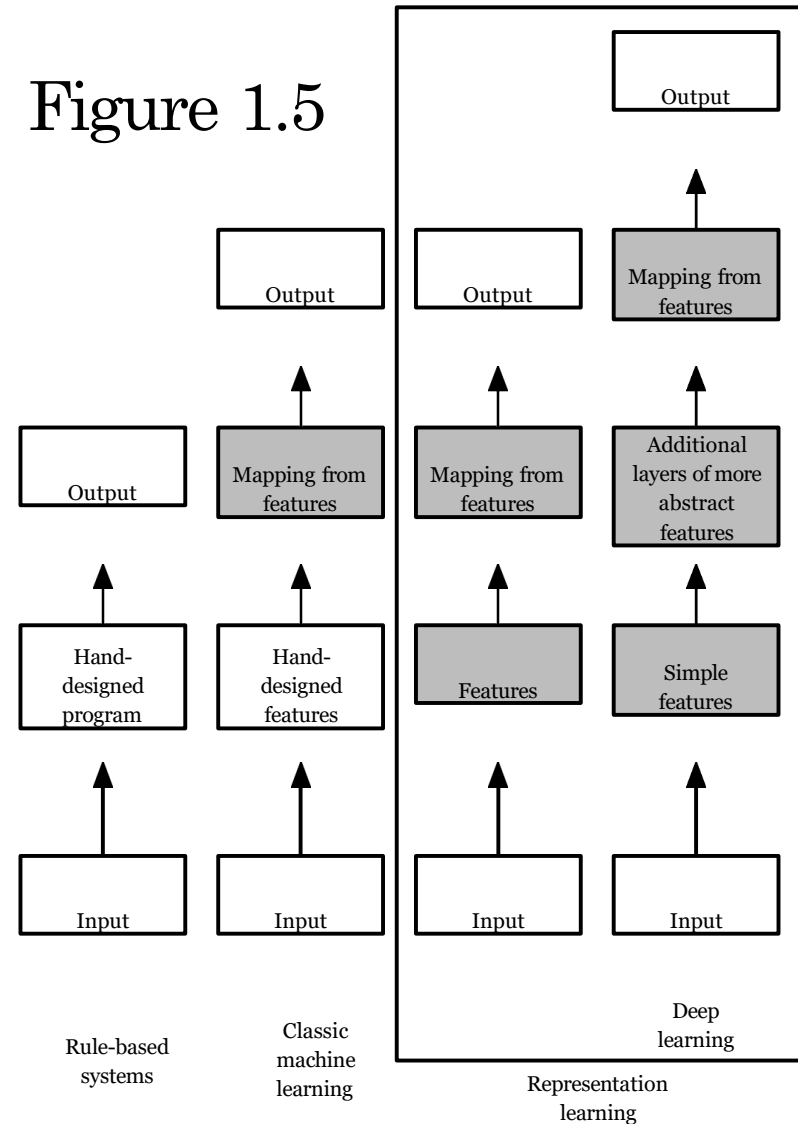 Figure 1.5
Output
Output
Output
Mapping from
features
Output
Mapping from
features
Mapping from
features
Additional
layers of more
abstract
features
Hand-
designed
program
Hand-
designed
features
Features
Simple
features
Input
Input
Input
Input
Rule-based
systems
Classic
machine
learning
Representation
learning
Deep
learning